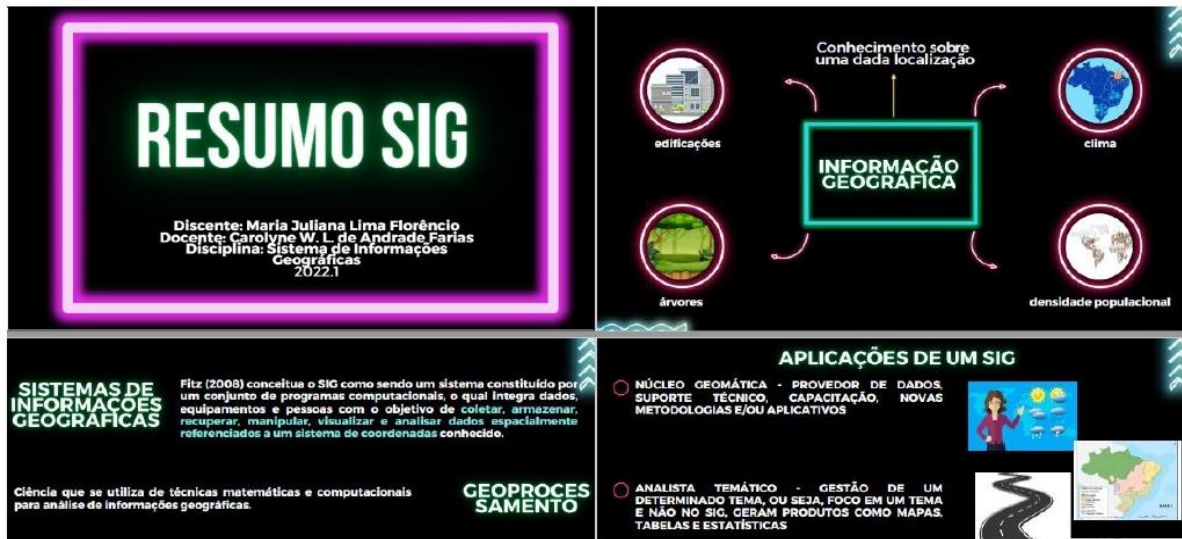 RESUMO SIG
Discente: Maria Juliana Lima Florêncio
Docente: Carolyne W. L. de Andrade Farias
Disciplina: Sistema de Informações
Geográficas
2022.1
Conhecimento sobre
uma dada localização
edificações
clima
INFORMAÇÃO
GEOGRÁFICA
árvores
densidade populacional
SISTEMAS DE
INFORMAÇÕES
GEOGRÁFICAS
Fitz (2008) conceitua o SIG como sendo um sistema constituído por
um conjunto de programas computacionais, o qual integra dados,
equipamentos e pessoas com o objetivo de coletar, armazenar,
recuperar, manipular, visualizar e analisar dados espacialmente
referenciados a um sistema de coordenadas conhecido.
Ciência que se utiliza de técnicas matemáticas e computacionais
para análise de informações geográficas.
GEOPROCES
SAMENTO
APLICAÇÕES DE UM SIG
NÚCLEO GEOMÁTICA - PROVEDOR DE DADOS,
SUPORTE TÉCNICO, CAPACITAÇÃO, NOVAS
METODOLOGIAS E/OU APLICATIVOS
ANALISTA TEMÁTICO - GESTÃO DE UM
DETERMINADO TEMA, OU SEJA, FOCO EM UM TEMA
E NÃO NO SIG, GERAM PRODUTOS COMO MAPAS,
TABELAS E ESTATÍSTICAS